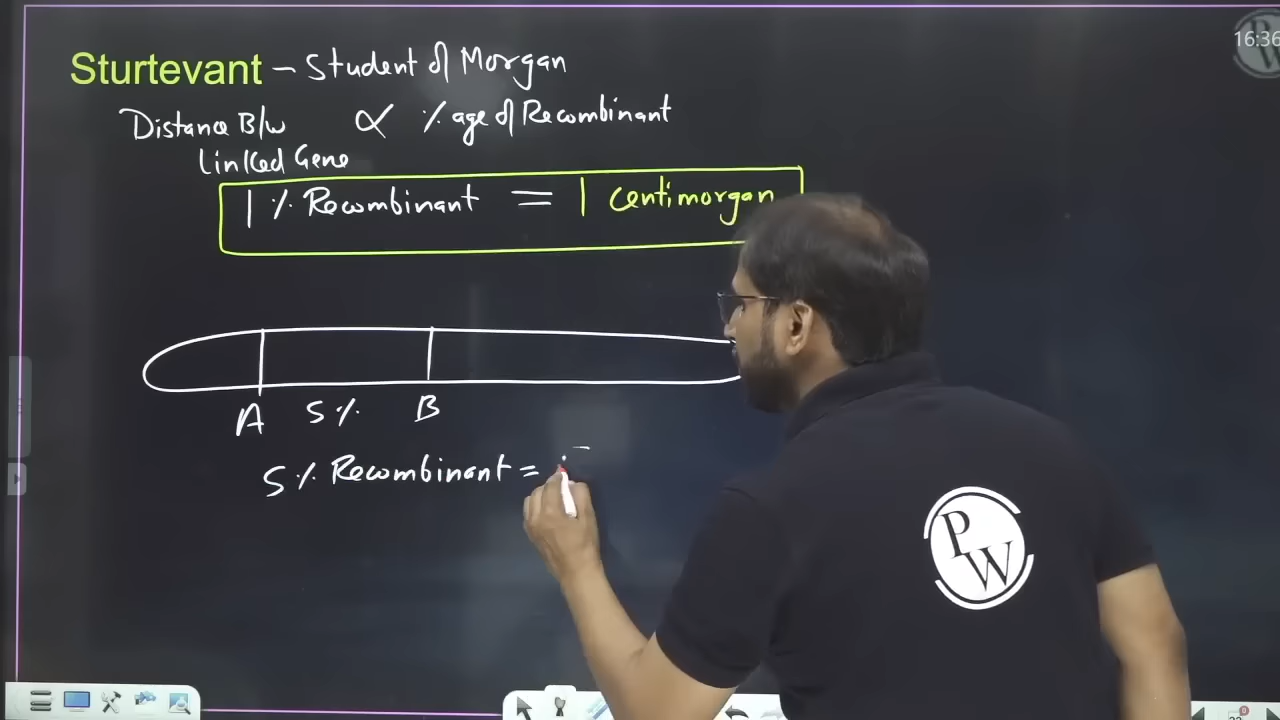 Sturtevant - Student of Morgan
Distance B/w ∝ %age of Recombinant
Linked Gene
1 % Recombinant = 1 centimorgan
A 5% B
5 % Recombinant =
16:36
P
W